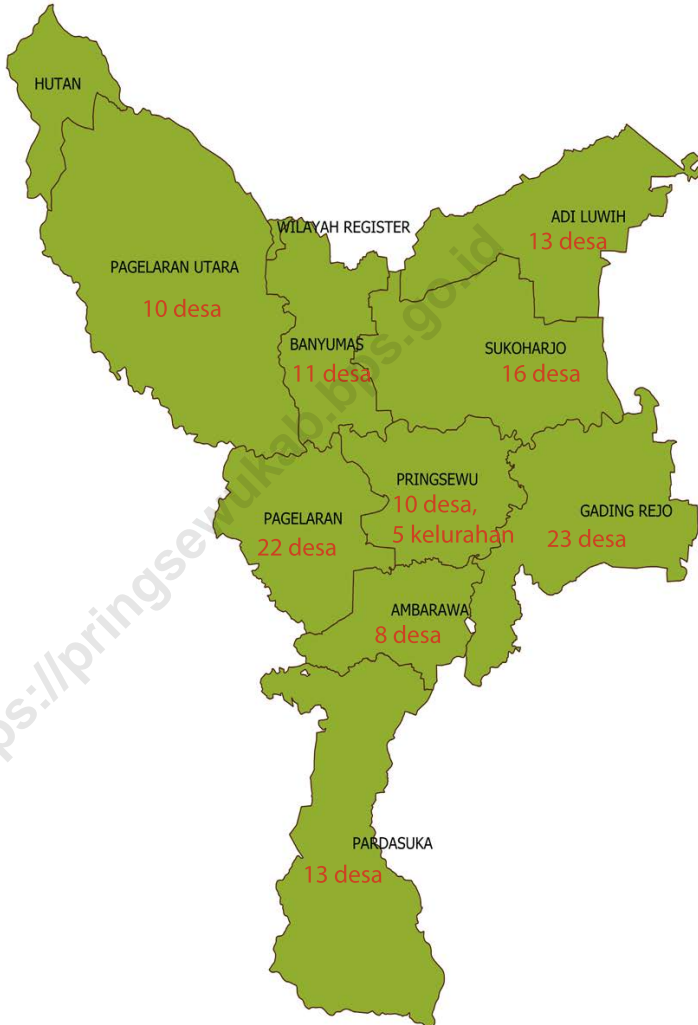 HUTAN
WILAYAH REGISTER
ADI LUWIH
13 desa
PAGELARAN UTARA
10 desa
BANYUMAS
11 desa
SUKOHARJO
16 desa
PRINGSEWU
10 desa,
5 kelurahan
PAGELARAN
22 desa
GADING REJO
23 desa
AMBARAWA
8 desa
PARDASUKA
13 desa
ps://pringsewukab.bps.go.id